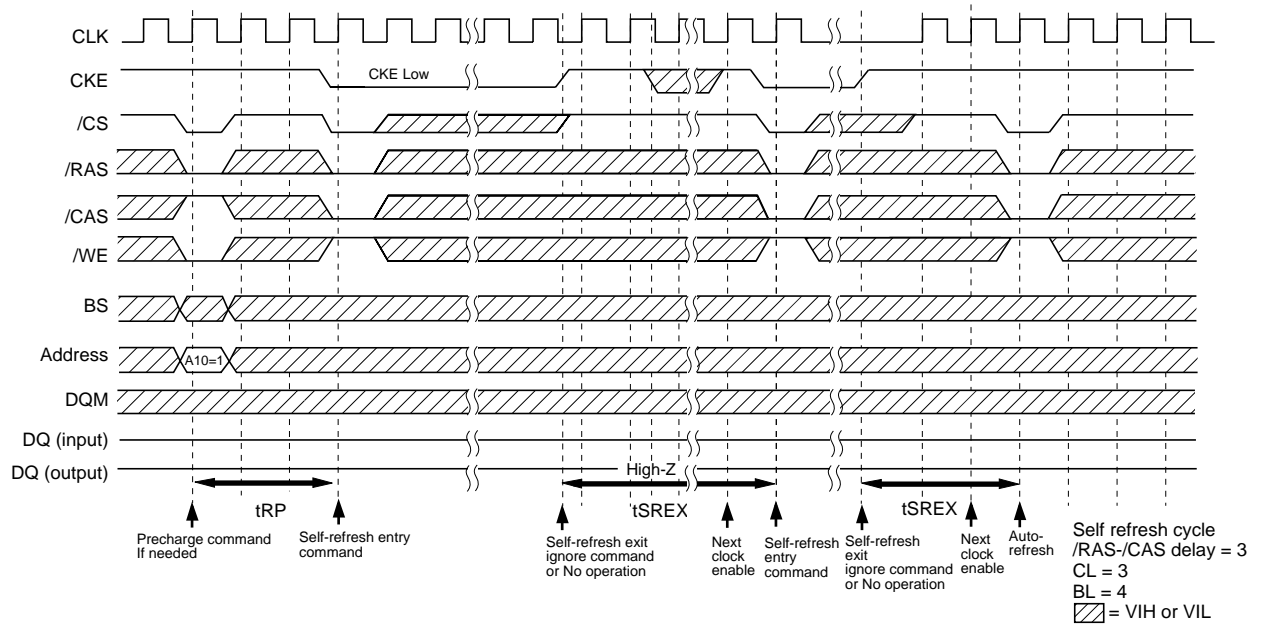 CLK
CKE
CKE Low
/CS
/RAS
/CAS
/WE
BS
Address
A10=1
DQM
DQ (input)
DQ (output)
High-Z
tRP
tSREX
tSREX
Precharge command
If needed
Self-refresh entry
command
Self-refresh exit
ignore command
or No operation
Next
clock
enable
Self-refresh
entry
command
Self-refresh
exit
ignore command
or No operation
Next
clock
enable
Auto-
refresh
Self refresh cycle
/RAS-/CAS delay = 3
CL = 3
BL = 4
= VIH or VIL